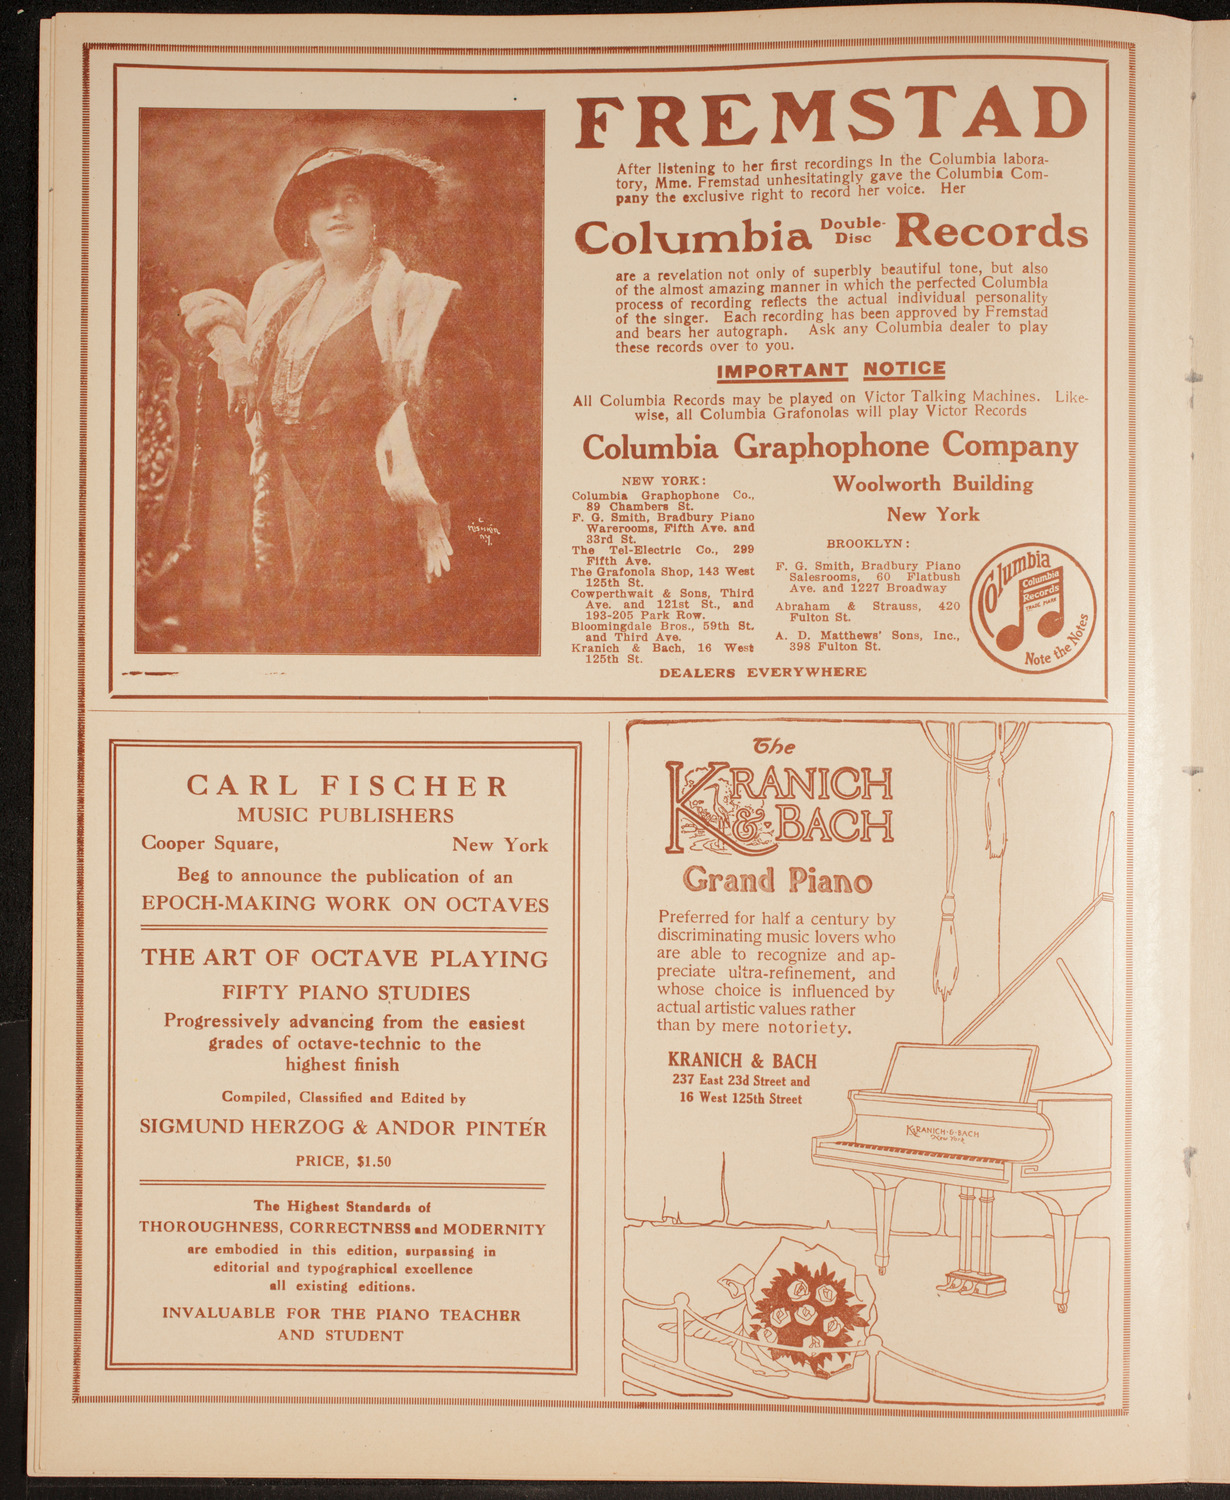 FREMSTAD
After listening to her first recordings in the Columbia labora-
tory, Mme. Fremstad unhesitatingly gave the Columbia Com-
pany the exclusive right to record her voice. Her
Columbia Double-Disc Records
are a revelation not only of superbly beautiful tone, but also
of the almost amazing manner in which the perfected Columbia
process of recording reflects the actual individual personality
of the singer. Each recording has been approved by Fremstad
and bears her autograph. Ask any Columbia dealer to play
these records over to you.
IMPORTANT NOTICE
All Columbia Records may be played on Victor Talking Machines. Like-
wise, all Columbia Grafonolas will play Victor Records
Columbia Graphophone Company
Woolworth Building
New York
NEW YORK:
Columbia Graphophone Co.,
89 Chambers St.
F. G. Smith, Bradbury Piano
Warerooms, Fifth Ave. and
33rd St.
The Tel-Electric Co., 299
Fifth Ave.
The Grafonola Shop, 143 West
125th St.
Cowperthwait & Sons, Third
Ave. and 121st St., and
193-205 Park Row.
Bloomingdale Bros., 59th St.
and Third Ave.
Kranich & Bach, 16 West
125th St.
BROOKLYN:
F. G. Smith, Bradbury Piano
Salesrooms, 60 Flatbush
Ave. and 1227 Broadway
Abraham & Strauss, 420
Fulton St.
A. D. Matthews' Sons, Inc.,
398 Fulton St.
Columbia
Columbia
Records
TRADE MARK
Note the Notes
DEALERS EVERYWHERE
CARL FISCHER
MUSIC PUBLISHERS
Cooper Square, New York
Beg to announce the publication of an
EPOCH-MAKING WORK ON OCTAVES
THE ART OF OCTAVE PLAYING
FIFTY PIANO STUDIES
Progressively advancing from the easiest
grades of octave-technic to the
highest finish
Compiled, Classified and Edited by
SIGMUND HERZOG & ANDOR PINTÉR
PRICE, $1.50
The Highest Standards of
THOROUGHNESS, CORRECTNESS and MODERNITY
are embodied in this edition, surpassing in
editorial and typographical excellence
all existing editions.
INVALUABLE FOR THE PIANO TEACHER
AND STUDENT
The
KRANICH
& BACH
Grand Piano
Preferred for half a century by
discriminating music lovers who
are able to recognize and ap-
preciate ultra-refinement, and
whose choice is influenced by
actual artistic values rather
than by mere notoriety.
KRANICH & BACH
237 East 23d Street and
16 West 125th Street
KRANICH & BACH
New York